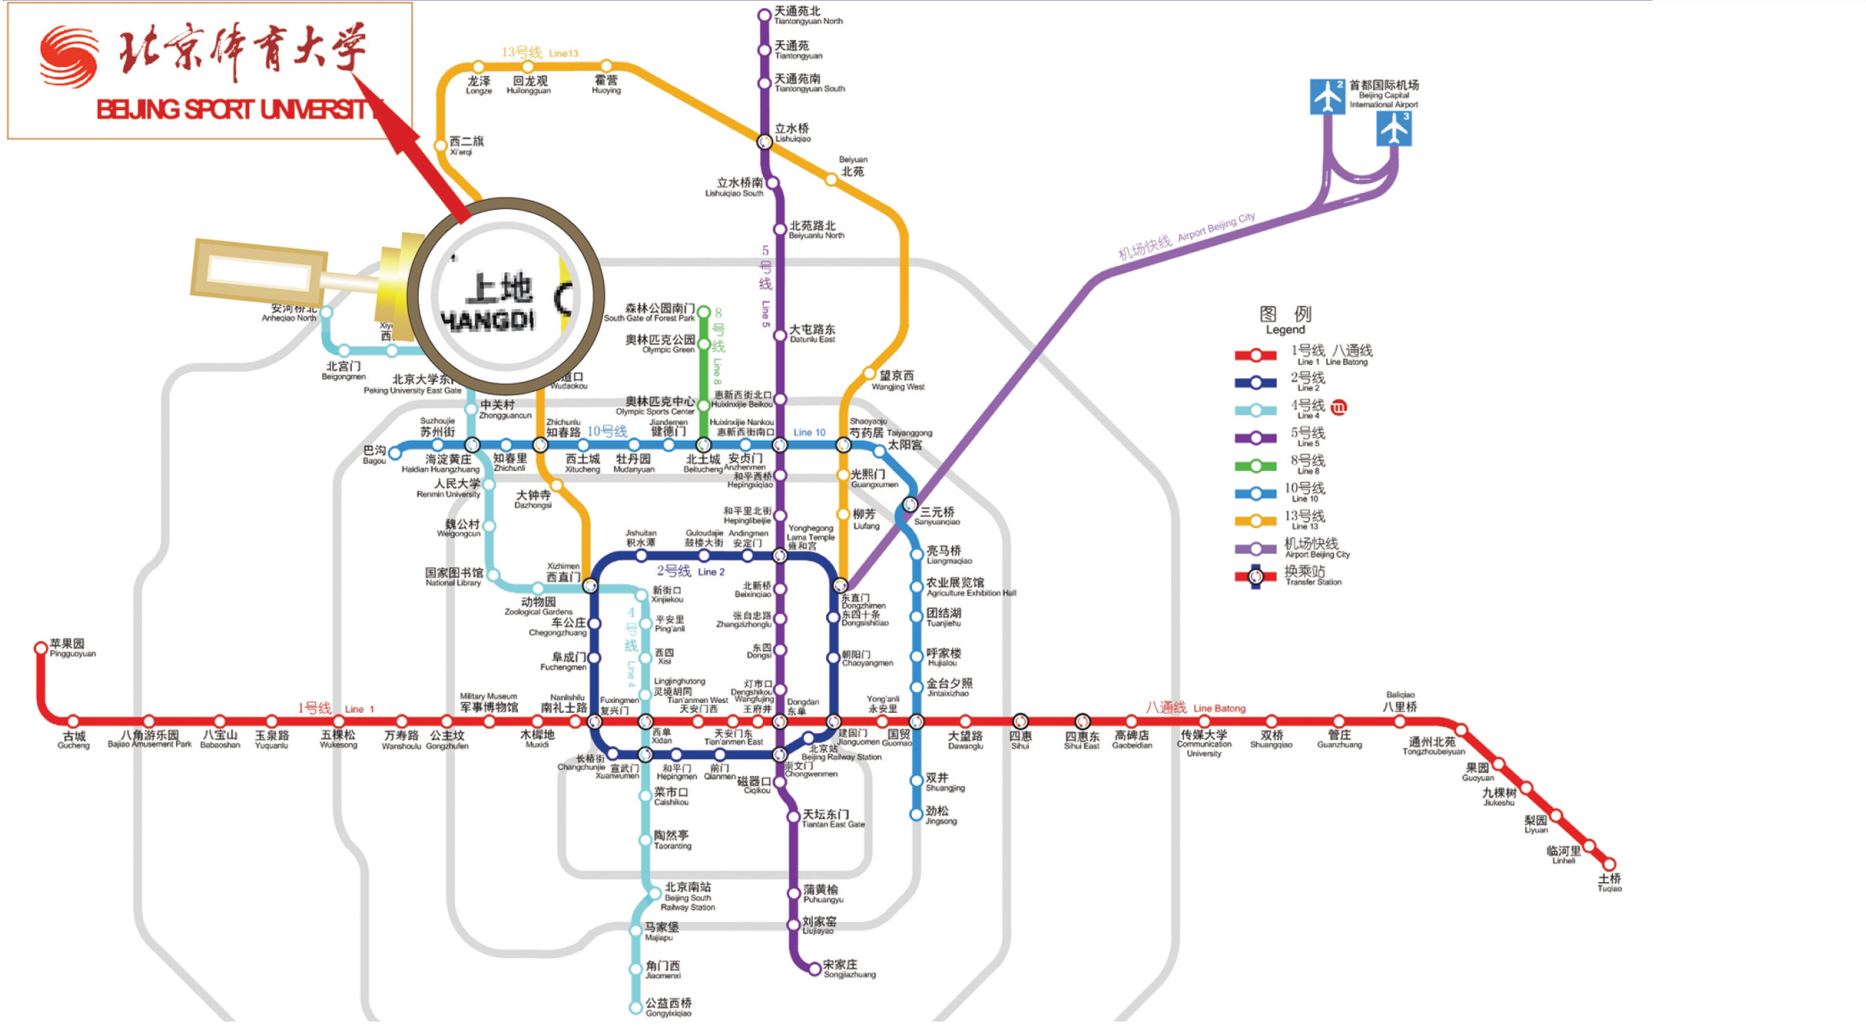 北京体育大学
BEIJING SPORT UNIVERSITY
13号线 Line13
龙泽
Longze
回龙观
Huilongguan
霍营
Huoying
西二旗
Xi'erqi
天通苑北
Tiantongyuan North
天通苑
Tiantongyuan
天通苑南
Tiantongyuan South
立水桥
Lishuiqiao
Beiyuan
北苑
立水桥南
Lishuiqiao South
北苑路北
Beiyuanlu North
5号线 Line 5
大屯路东
Datunlu East
2
首都国际机场
Beijing Capital
International Airport
3
机场快线 Airport Beijing City
上地
HANGDI
安河桥北
Anheqiao North
北宫门
Beigongmen
北京大学东
Peking University East Gate
道口
Wudaokou
中关村
Zhongguancun
森林公园南门
South Gate of Forest Park
8号线 Line 8
奥林匹克公园
Olympic Green
奥林匹克中心
Olympic Sports Center
惠新西街北口
Huixinxijie Beikou
望京西
Wangjing West
巴沟
Bagou
Suzhoujie
苏州街
海淀黄庄
Haidian Huangzhuang
知春里
Zhichunli
Zhichunlu
知春路
10号线
西土城
Xitucheng
牡丹园
Mudanyuan
Jiandemen
健德门
北土城
Beitucheng
安贞门
Anzhenmen
Huixinxijie Nankou
惠新西街南口
Line 10
Shaoyaoju
芍药居
Taiyanggong
太阳宫
人民大学
Renmin University
大钟寺
Dazhongsi
和平西桥
Hepingxiqiao
光熙门
Guangxumen
魏公村
Weigongcun
和平里北街
Hepinglibeijie
柳芳
Liufang
三元桥
Sanyuanqiao
国家图书馆
National Library
Xizhimen
西直门
Jishuitan
积水潭
Guloudajie
鼓楼大街
Andingmen
安定门
Yonghegong
Lama Temple
雍和宫
2号线 Line 2
亮马桥
Liangmaqiao
动物园
Zoological Gardens
新街口
Xinjiekou
北新桥
Beixinqiao
东直门
Dongzhimen
农业展览馆
Agriculture Exhibition Hall
车公庄
Chegongzhuang
4号线 Line 4
平安里
Ping'anli
张自忠路
Zhangzizhonglu
东四十条
Dongsishitiao
团结湖
Tuanjiehu
阜成门
Fuchengmen
西四
Xisi
东四
Dongsi
朝阳门
Chaoyangmen
呼家楼
Hujialou
Lingjinghutong
灵境胡同
灯市口
Dengshikou
金台夕照
Jintaixizhao
苹果园
Pingguoyuan
古城
Gucheng
八角游乐园
Bajiao Amusement Park
八宝山
Babaoshan
玉泉路
Yuquanlu
1号线 Line 1
五棵松
Wukesong
万寿路
Wanshoulu
公主坟
Gongzhufen
Military Museum
军事博物馆
木樨地
Muxidi
Nanlishilu
南礼士路
Fuxingmen
复兴门
西单
Xidan
Tian'anmen West
天安门西
天安门东
Tian'anmen East
Wangfujing
王府井
Dongdan
东单
建国门
Jianguomen
Yong'anli
永安里
国贸
Guomao
大望路
Dawanglu
四惠
Sihui
四惠东
Sihui East
高碑店
Gaobeidian
八通线 Line Batong
传媒大学
Communication
University
双桥
Shuangqiao
管庄
Guanzhuang
Baliqiao
八里桥
通州北苑
Tongzhoubeiyuan
果园
Guoyuan
九棵树
Jiukeshu
梨园
Liyuan
临河里
Linheli
土桥
Tuqiao
长椿街
Changchunjie
宣武门
Xuanwumen
和平门
Hepingmen
前门
Qianmen
崇文门
Chongwenmen
北京站
Beijing Railway Station
磁器口
Ciqikou
双井
Shuangjing
劲松
Jingsong
菜市口
Caishikou
天坛东门
Tiantan East Gate
陶然亭
Taoranting
北京南站
Beijing South
Railway Station
蒲黄榆
Puhuangyu
马家堡
Majiapu
刘家窑
Liujiayao
角门西
Jiaomenxi
宋家庄
Songjiazhuang
公益西桥
Gongyixiqiao
图 例
Legend
1号线 八通线
Line 1 Line Batong
2号线
Line 2
4号线
Line 4
5号线
Line 5
8号线
Line 8
10号线
Line 10
13号线
Line 13
机场快线
Airport Beijing City
换乘站
Transfer Station